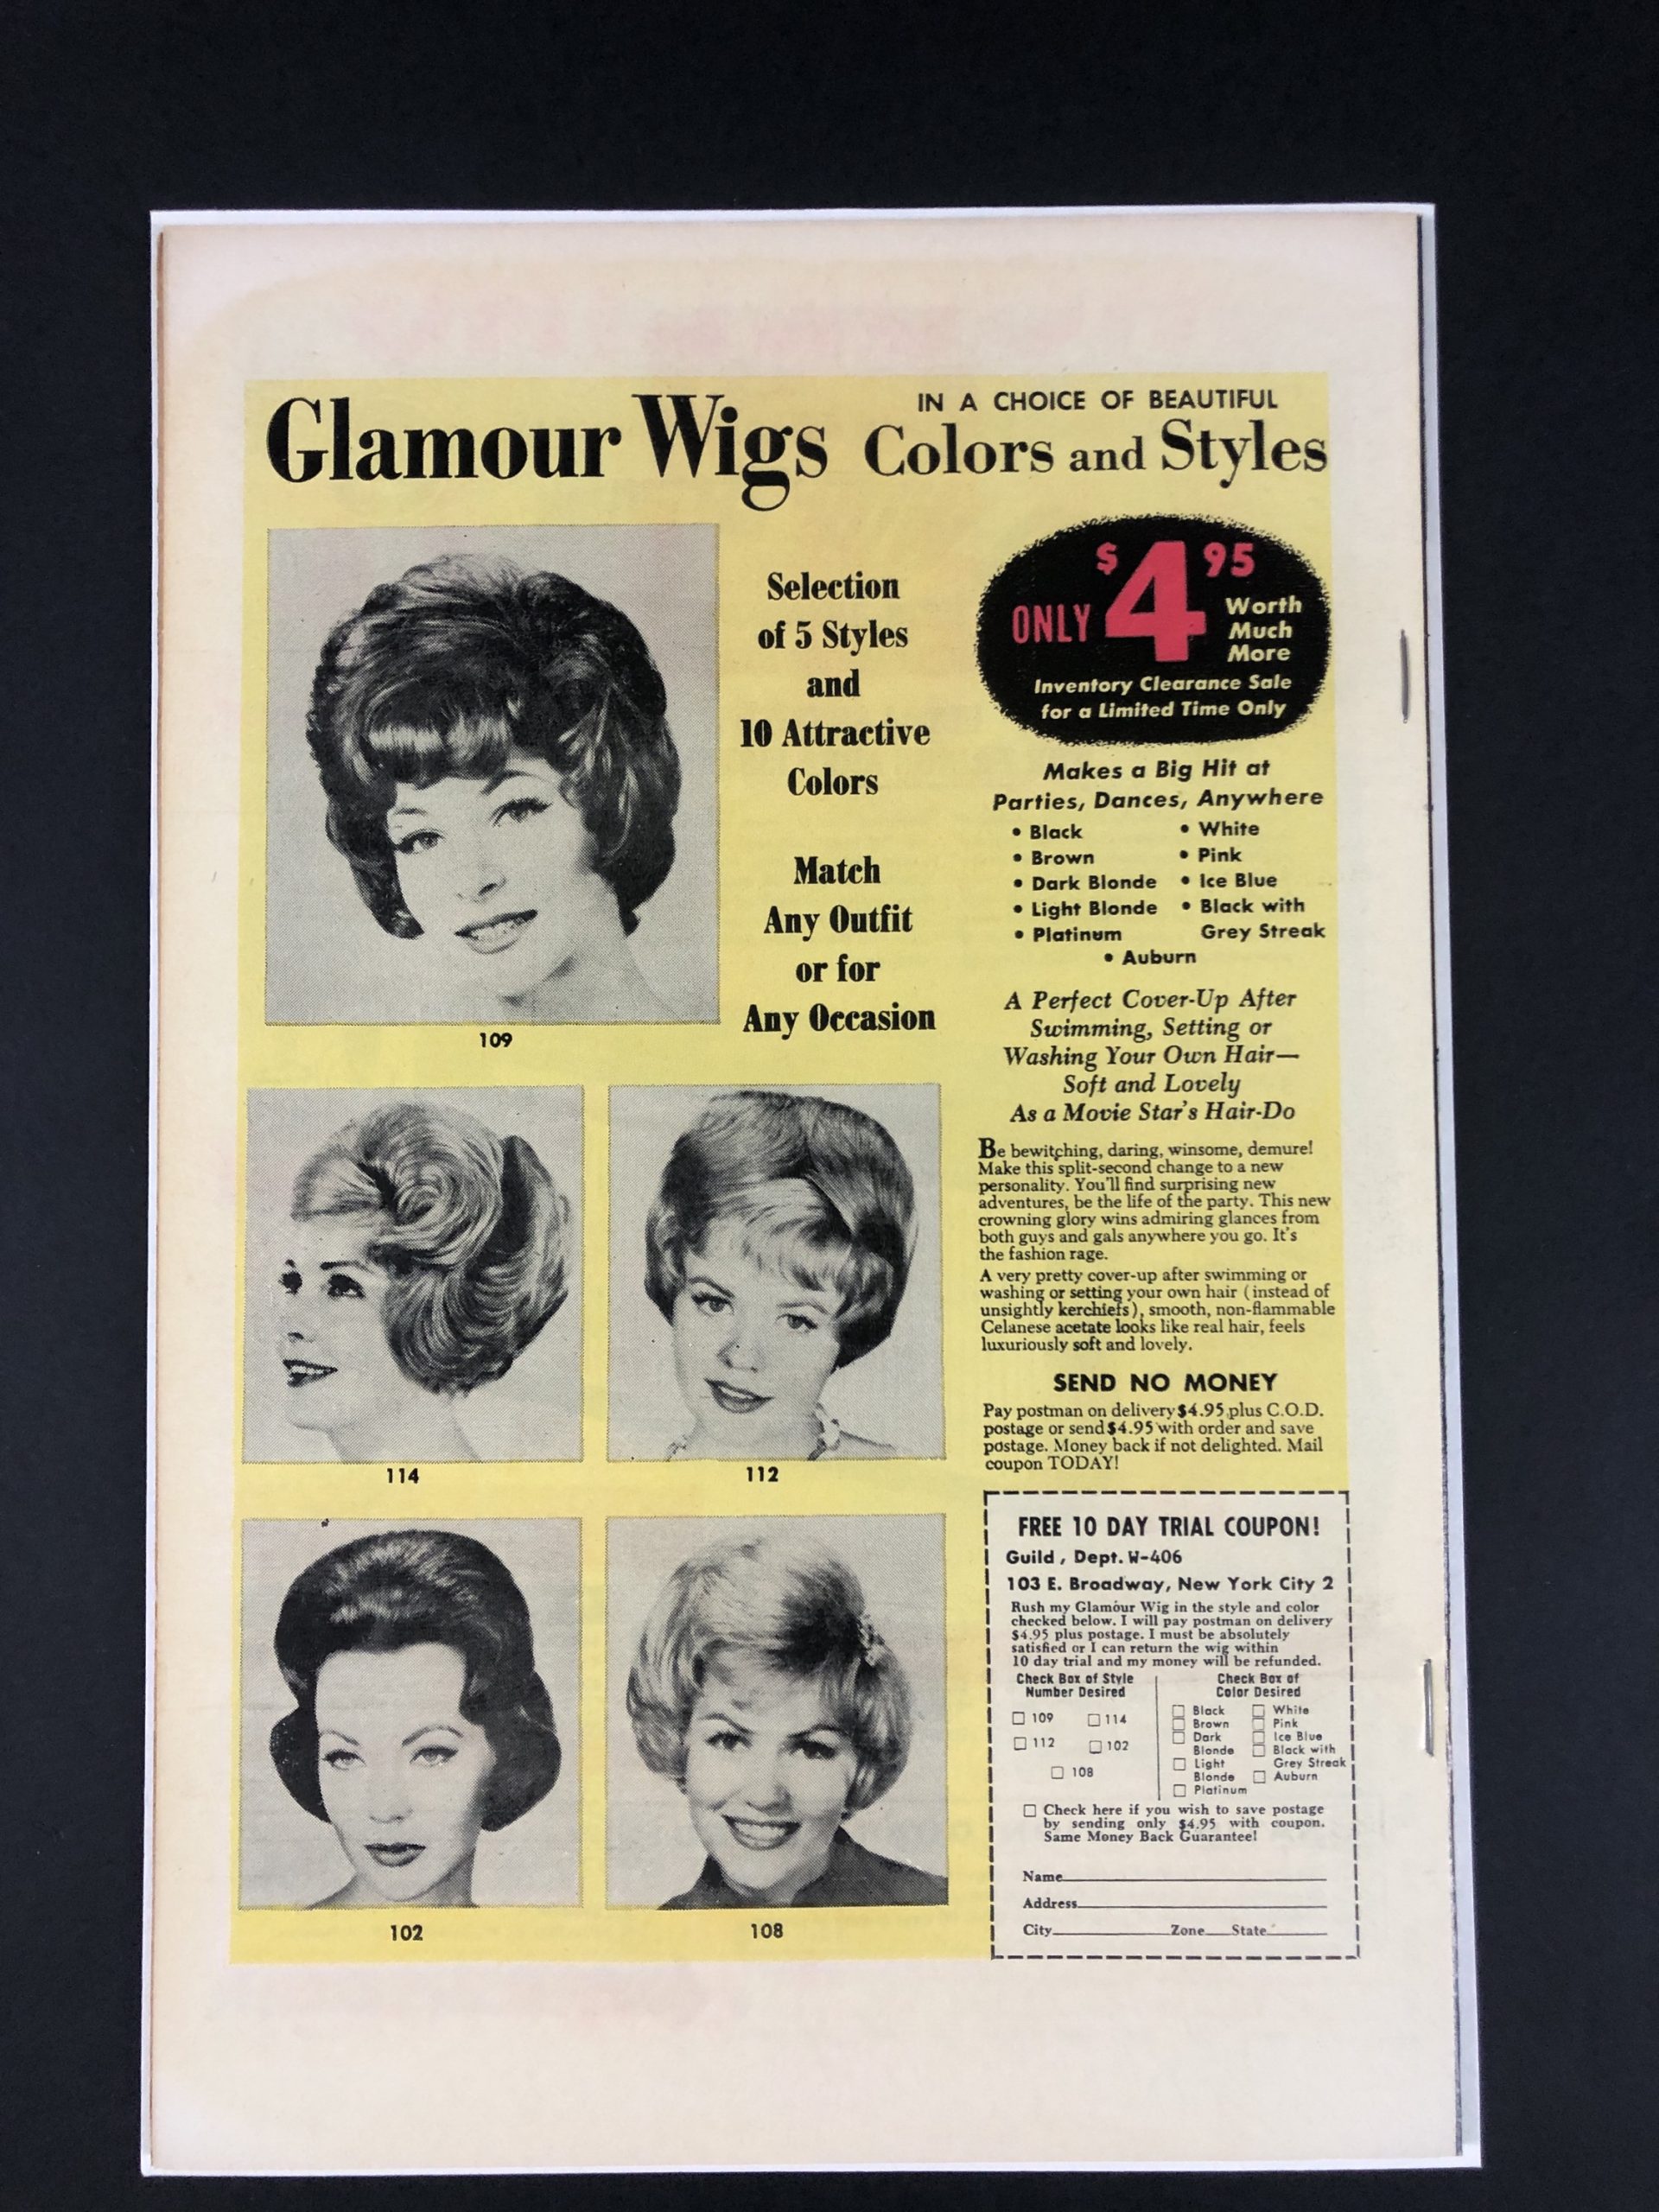 Glamour Wigs
IN A CHOICE OF BEAUTIFUL
Colors and Styles
109
Selection
of 5 Styles
and
10 Attractive
Colors
Match
Any Outfit
or for
Any Occasion
114
112
102
108
ONLY $4 95
Worth
Much
More
Inventory Clearance Sale
for a Limited Time Only
Makes a Big Hit at
Parties, Dances, Anywhere
• Black
• Brown
• Dark Blonde
• Light Blonde
• Platinum
• White
• Pink
• Ice Blue
• Black with
Grey Streak
• Auburn
A Perfect Cover-Up After
Swimming, Setting or
Washing Your Own Hair—
Soft and Lovely
As a Movie Star's Hair-Do
Be bewitching, daring, winsome, demure!
Make this split-second change to a new
personality. You'll find surprising new
adventures, be the life of the party. This new
crowning glory wins admiring glances from
both guys and gals anywhere you go. It's
the fashion rage.
A very pretty cover-up after swimming or
washing or setting your own hair (instead of
unsightly kerchiefs), smooth, non-flammable
Celanese acetate looks like real hair, feels
luxuriously soft and lovely.
SEND NO MONEY
Pay postman on delivery $4.95 plus C.O.D.
postage or send $4.95 with order and save
postage. Money back if not delighted. Mail
coupon TODAY!
FREE 10 DAY TRIAL COUPON!
Guild, Dept. W-406
103 E. Broadway, New York City 2
Rush my Glamour Wig in the style and color
checked below. I will pay postman on delivery
$4.95 plus postage. I must be absolutely
satisfied or I can return the wig within
10 day trial and my money will be refunded.
Check Box of Style
Number Desired
109 114
112 102
108
Check Box of
Color Desired
Black
Brown
Dark
Blonde
Light
Blonde
Platinum
White
Pink
Ice Blue
Black with
Grey Streak
Auburn
Check here if you wish to save postage
by sending only $4.95 with coupon.
Same Money Back Guarantee!
Name
Address
City Zone State